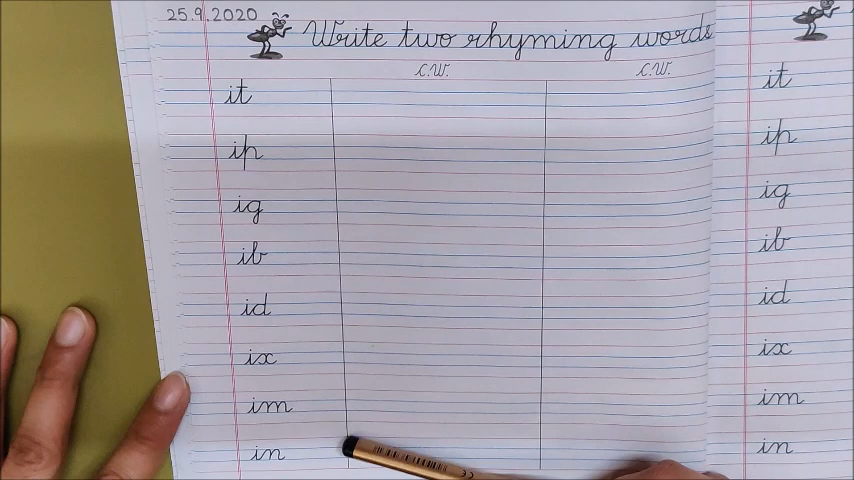 25.9.2020
Write two rhyming words
C.W. C.W.
it
ip
ig
ib
id
ix
im
in
it
ip
ig
ib
id
ix
im
in